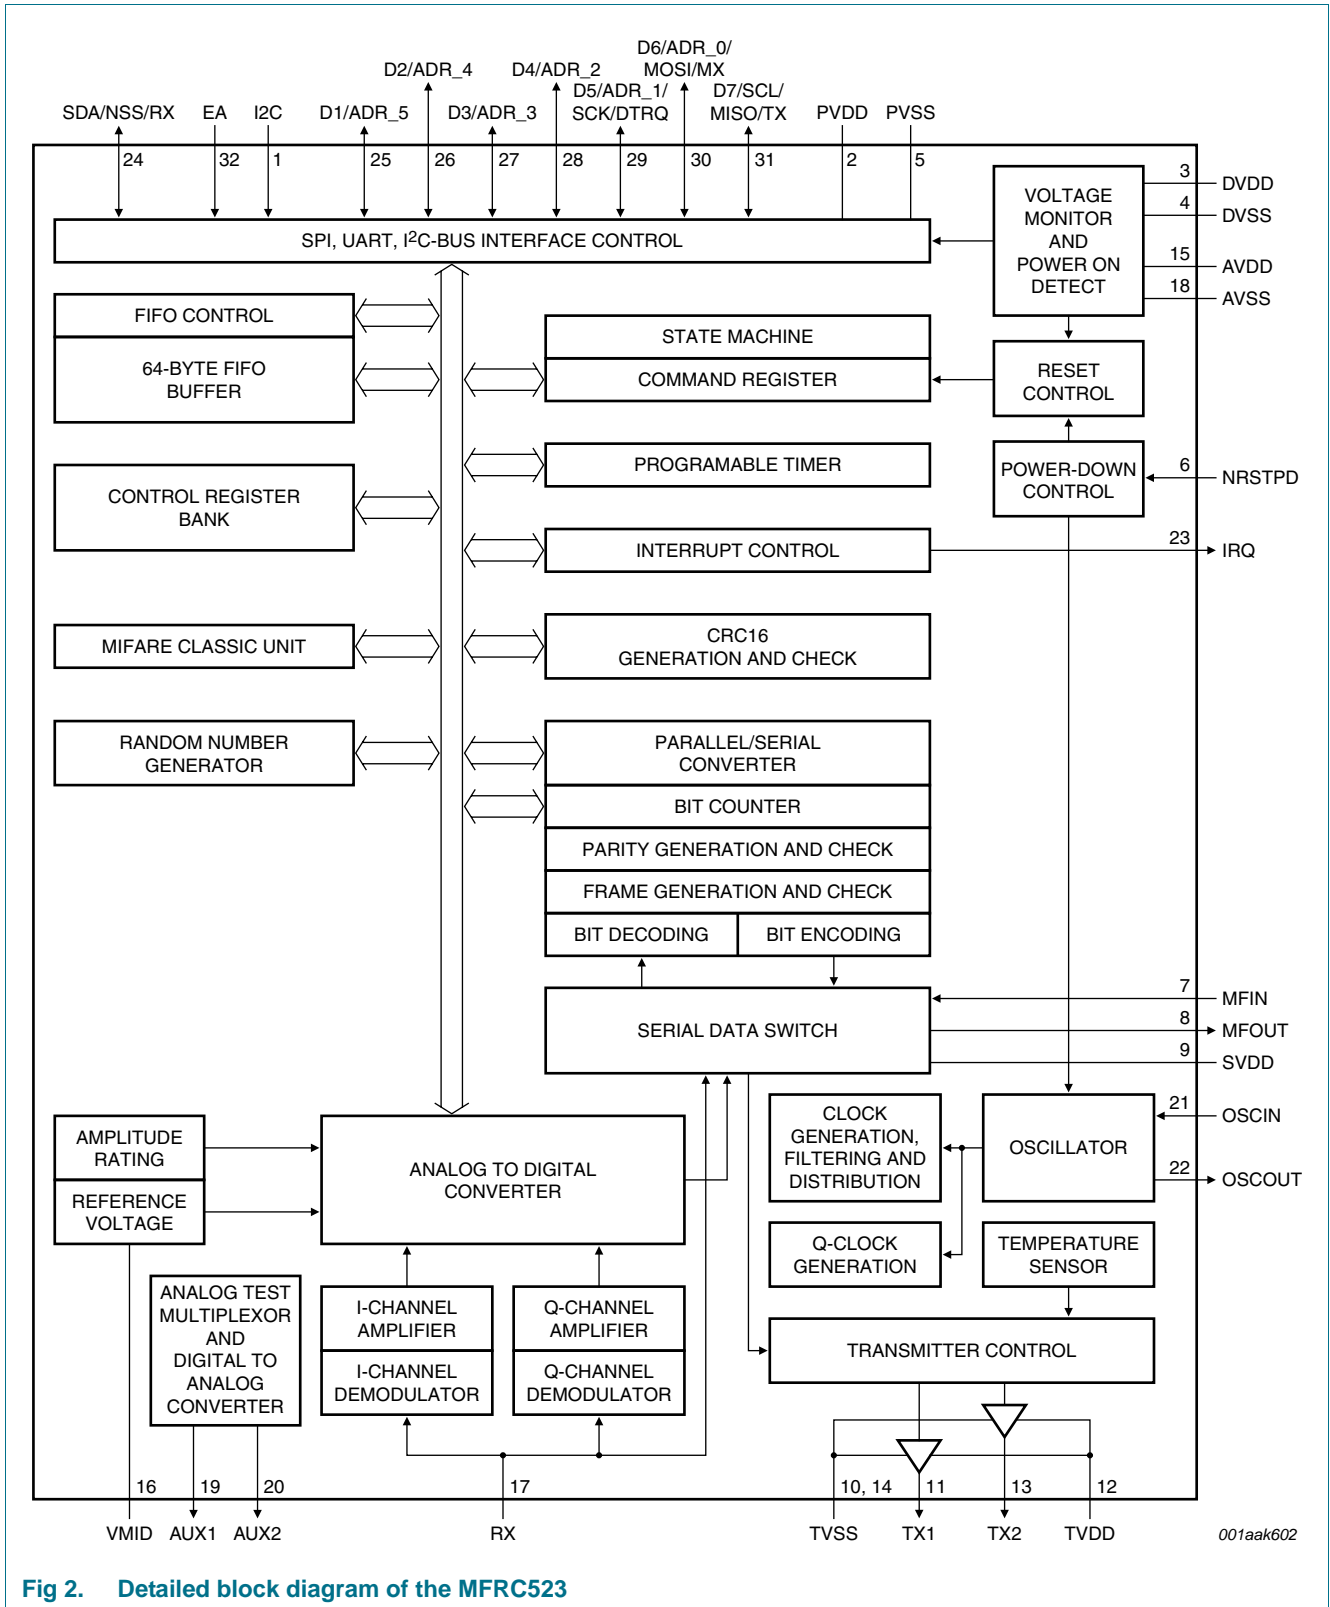 D6/ADR_0/
D2/ADR_4
D4/ADR_2
MOSI/MX
D5/ADR_1/
D7/SCL/
SDA/NSS/RX
EA
I2C
D1/ADR_5
D3/ADR_3
SCK/DTRQ
MISO/TX
PVDD
PVSS
24
32
1
25
26
27
28
29
30
31
2
5
3
DVDD
4
DVSS
15
AVDD
18
AVSS
VOLTAGE
MONITOR
AND
POWER ON
DETECT
SPI, UART, I2C-BUS INTERFACE CONTROL
FIFO CONTROL
64-BYTE FIFO
BUFFER
STATE MACHINE
COMMAND REGISTER
RESET
CONTROL
CONTROL REGISTER
BANK
PROGRAMABLE TIMER
POWER-DOWN
CONTROL
6
NRSTPD
INTERRUPT CONTROL
23
IRQ
MIFARE CLASSIC UNIT
CRC16
GENERATION AND CHECK
RANDOM NUMBER
GENERATOR
PARALLEL/SERIAL
CONVERTER
BIT COUNTER
PARITY GENERATION AND CHECK
FRAME GENERATION AND CHECK
BIT DECODING
BIT ENCODING
SERIAL DATA SWITCH
7
MFIN
8
MFOUT
9
SVDD
AMPLITUDE
RATING
REFERENCE
VOLTAGE
ANALOG TO DIGITAL
CONVERTER
CLOCK
GENERATION,
FILTERING AND
DISTRIBUTION
OSCILLATOR
21
OSCIN
22
OSCOUT
Q-CLOCK
GENERATION
TEMPERATURE
SENSOR
ANALOG TEST
MULTIPLEXOR
AND
DIGITAL TO
ANALOG
CONVERTER
I-CHANNEL
AMPLIFIER
I-CHANNEL
DEMODULATOR
Q-CHANNEL
AMPLIFIER
Q-CHANNEL
DEMODULATOR
TRANSMITTER CONTROL
16
19
20
17
10, 14
11
13
12
VMID
AUX1
AUX2
RX
TVSS
TX1
TX2
TVDD
001aak602
Fig 2. Detailed block diagram of the MFRC523